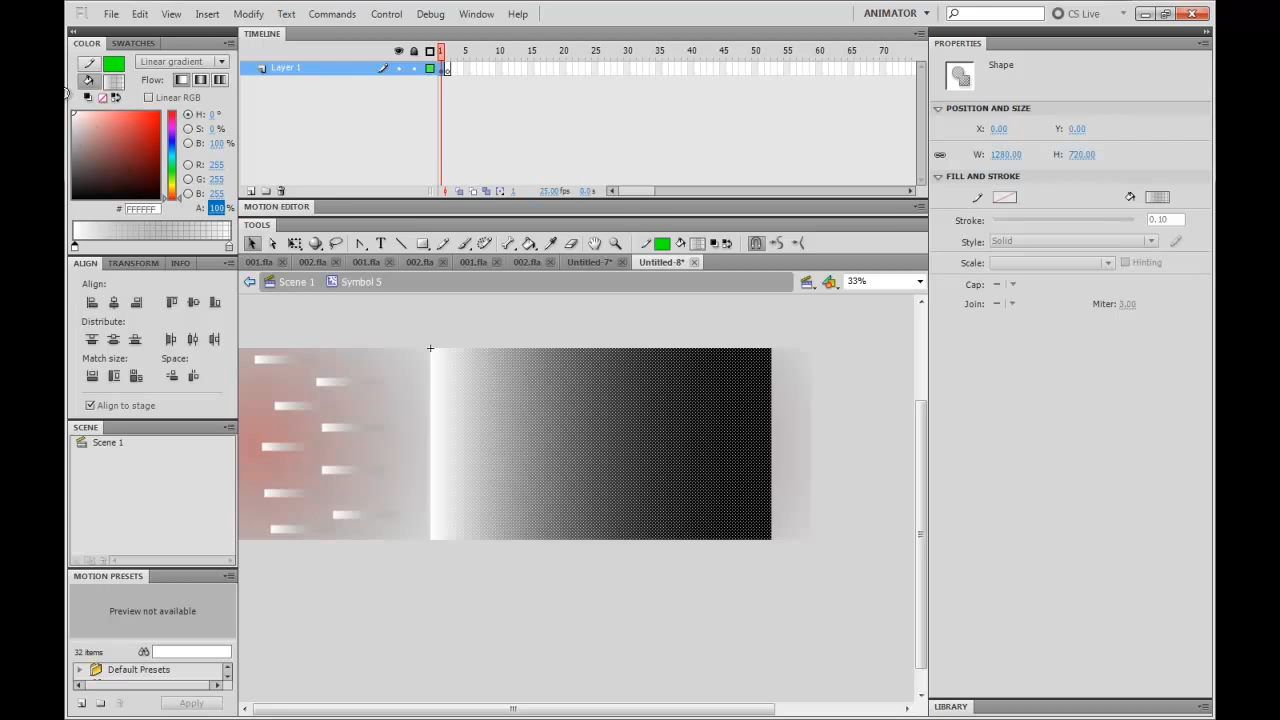 Fl File Edit View Insert Modify Text Commands Control Debug Window Help ANIMATOR CS Live
COLOR SWATCHES
Linear gradient
Flow:
Linear RGB
H: 0 °
S: 0 %
B: 100 %
R: 255
G: 255
B: 255
# FFFFFF A: 100 %
ALIGN TRANSFORM INFO
Align:
Distribute:
Match size: Space:
Align to stage
SCENE
Scene 1
MOTION PRESETS
Preview not available
32 items
Default Presets
Apply
TIMELINE
1 5 10 15 20 25 30 35 40 45 50 55 60 65 70
Layer 1
1 25.00fps 0.0s
MOTION EDITOR
TOOLS
001.fla 002.fla 001.fla 002.fla 001.fla 002.fla Untitled-7* Untitled-8*
Scene 1 Symbol 5 33%
PROPERTIES
Shape
POSITION AND SIZE
X: 0.00 Y: 0.00
W: 1280.00 H: 720.00
FILL AND STROKE
Stroke: 0.10
Style: Solid
Scale: Hinting
Cap:
Join: Miter: 3.00
LIBRARY